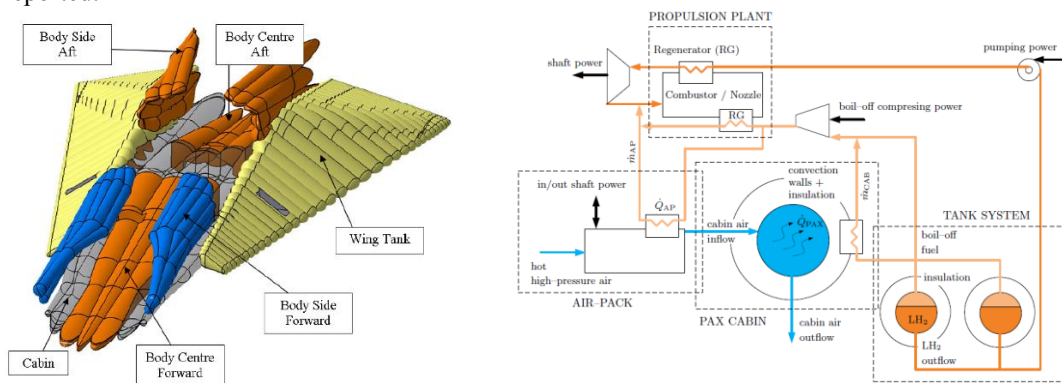 Body Side
Aft
Body Centre
Aft
Wing Tank
Body Side
Forward
Cabin
Body Centre
Forward
PROPULSION PLANT
Regenerator (RG)
shaft power
pumping power
Combustor / Nozzle
boil–off compresing power
RG
ṁAP
ṁCAB
in/out shaft power
convection
walls +
insulation
Q̇AP
TANK SYSTEM
cabin air
inflow
Q̇PAX
boil–off
fuel
hot
high–pressure air
insulation
AIR–PACK
PAX CABIN
LH2
LH2
outflow
cabin air
outflow